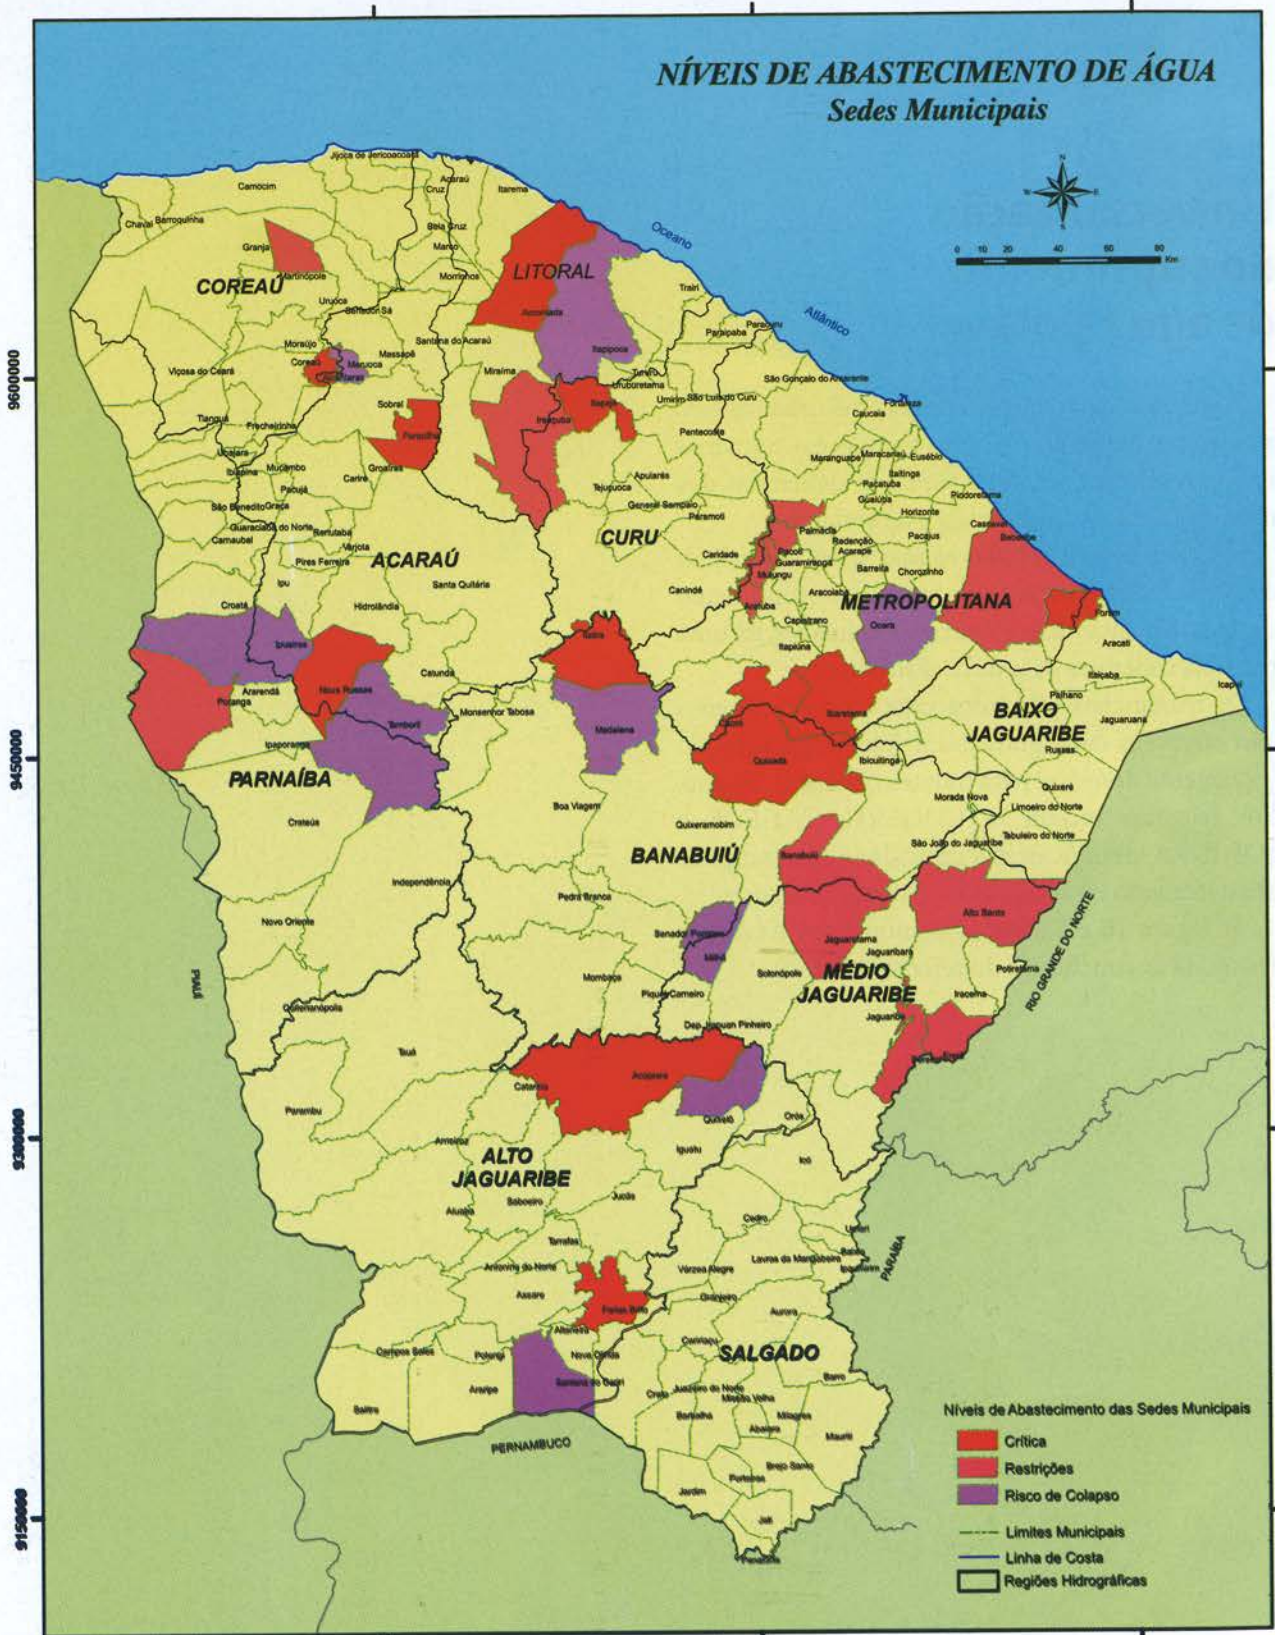 NÍVEIS DE ABASTECIMENTO DE ÁGUA
Sedes Municipais
N
W
E
S
0 10 20 40 60 80
Km
Oceano
Atlântico
9600000
9450000
9300000
9150000
Jijoca de Jericoacoara
Camocim
Acaraú
Cruz
Itarema
Chaval
Barroquinha
Bela Cruz
Granja
Marco
Martinópole
Morrinhos
COREAÚ
LITORAL
Uruoca
Senador Sá
Trairi
Paraipaba
Paracuru
Santana do Acaraú
Itapipoca
Moraújo
Massapê
Coreaú
Meruoca
Viçosa do Ceará
Miraíma
Tururu
Uruburetama
São Gonçalo do Amarante
Umirim
São Luis do Curu
Sobral
Irauçuba
Itapajé
Fortaleza
Caucaia
Tianguá
Frecheirinha
Forquilha
Pentecoste
Ubajara
Maranguape
Maracanaú
Eusébio
Ibiapina
Mucambo
Groaíras
Cariré
Apuiarés
Itaitinga
Pacatuba
Pacujá
Tejuçuoca
Guaiúba
São Benedito
Graça
General Sampaio
Horizonte
Paramoti
Cascavel
Guaraciaba do Norte
Reriutaba
Palmácia
Pacajus
Beberibe
Carnaubal
Varjota
CURU
Redenção
Acarape
Pires Ferreira
ACARAÚ
Caridade
Pacoti
Guaramiranga
Barreira
Chorozinho
Ipu
Santa Quitéria
Canindé
Mulungu
Aracoiaba
Croatá
Hidrolândia
Aratuba
METROPOLITANA
Fortim
Capistrano
Ocara
Ipueiras
Itatira
Itapiúna
Aracati
Catunda
Itaiçaba
Icapuí
Ararendá
Nova Russas
Poranga
Monsenhor Tabosa
Palhano
Tamboril
Madalena
Ibaretama
BAIXO
JAGUARIBE
Jaguaruana
Ipaporanga
Russas
PARNAÍBA
Quixadá
Ibicuitinga
Quixeré
Morada Nova
Limoeiro do Norte
Boa Viagem
Crateús
Quixeramobim
Tabuleiro do Norte
São João do Jaguaribe
BANABUIÚ
Banabuiú
Independência
Pedra Branca
Alto Santo
Novo Oriente
Senador Pompeu
Milhã
Jaguaretama
Jaguaribara
Solonópole
MÉDIO
JAGUARIBE
Potiretama
Mombaça
Iracema
Piquet Carneiro
PIAUÍ
RIO GRANDE DO NORTE
Quiterianópolis
Jaguaribe
Dep. Irapuan Pinheiro
Tauá
Acopiara
Catarina
Parambu
Quixelô
Orós
Arneiroz
Iguatu
ALTO
JAGUARIBE
Icó
Saboeiro
Jucás
Aiuaba
Cedro
Umari
Tarrafas
Baixio
Lavras da Mangabeira
Ipaumirim
PARAÍBA
Antonina do Norte
Várzea Alegre
Granjeiro
Assaré
Farias Brito
Aurora
Altaneira
Caririaçu
Campos Sales
Potengi
Nova Olinda
SALGADO
Araripe
Santana do Cariri
Barro
Crato
Juazeiro do Norte
Missão Velha
Salitre
Barbalha
Milagres
Abaiara
Mauriti
PERNAMBUCO
Brejo Santo
Porteiras
Jardim
Jati
Penaforte
Níveis de Abastecimento das Sedes Municipais
Crítica
Restrições
Risco de Colapso
Limites Municipais
Linha de Costa
Regiões Hidrográficas